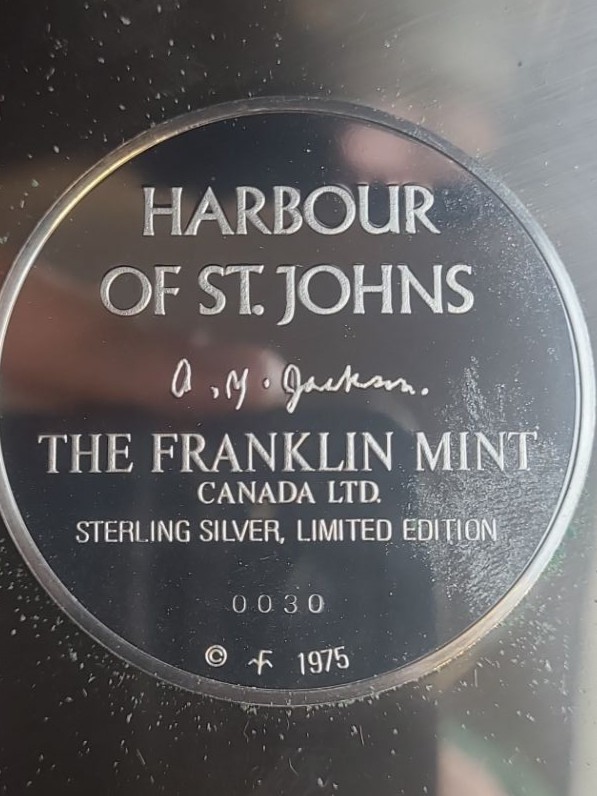 HARBOUR
OF ST. JOHNS
A.Y. Jackson.
THE FRANKLIN MINT
CANADA LTD.
STERLING SILVER, LIMITED EDITION
0030
© 1975